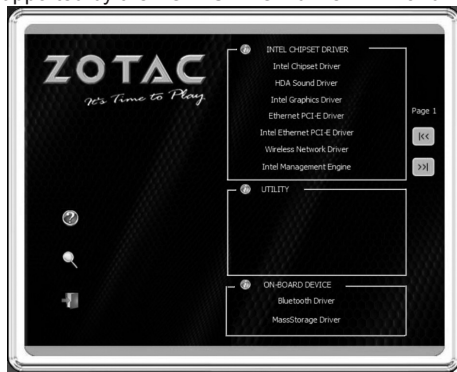 ZOTAC
It's Time to Play
INTEL CHIPSET DRIVER
Intel Chipset Driver
HDA Sound Driver
Intel Graphics Driver
Ethernet PCI-E Driver
Intel Ethernet PCI-E Driver
Wireless Network Driver
Intel Management Engine
Page 1
|<<
>>|
UTILITY
ON-BOARD DEVICE
Bluetooth Driver
MassStorage Driver